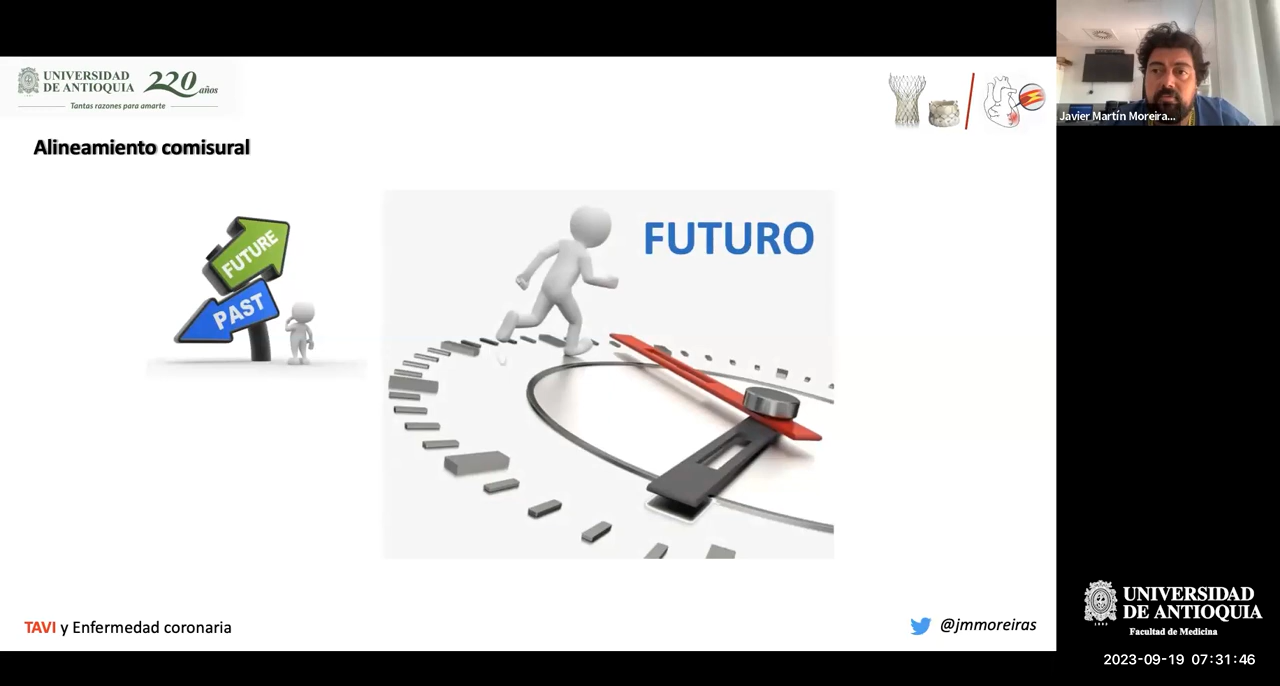 UNIVERSIDAD
DE ANTIOQUIA
220 años
Tantas razones para amarte
Alineamiento comisural
FUTURE
PAST
FUTURO
TAVI y Enfermedad coronaria
@jmmoreiras
Javier Martín Moreira...
UNIVERSIDAD
DE ANTIOQUIA
1803
Facultad de Medicina
2023-09-19 07:31:46